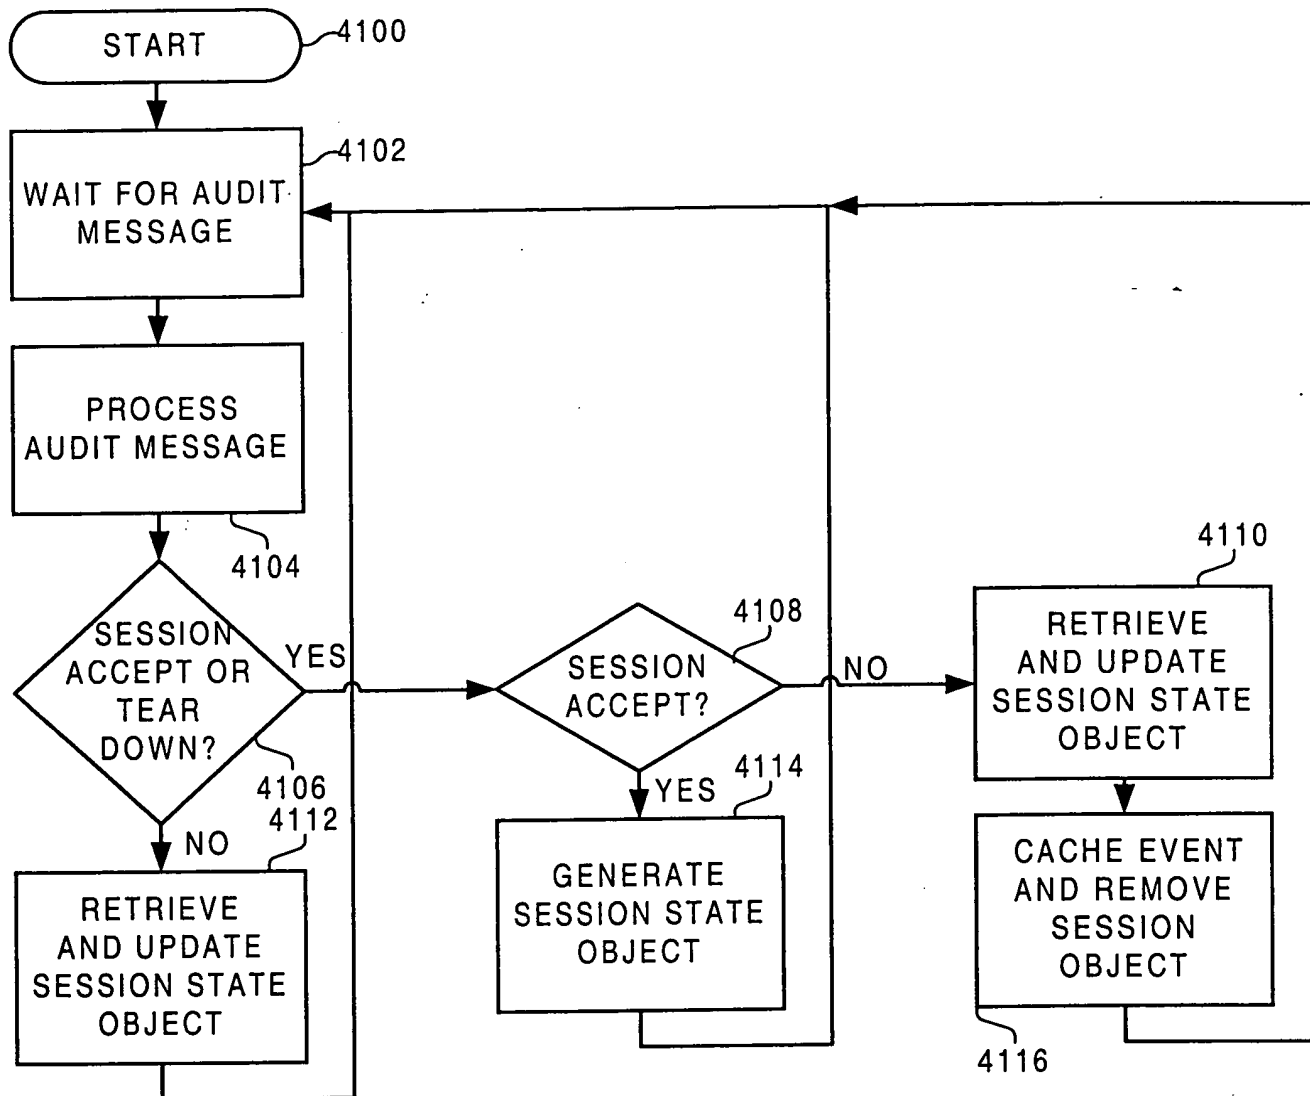 START
4100
4102
WAIT FOR AUDIT
MESSAGE
PROCESS
AUDIT MESSAGE
4104
SESSION
ACCEPT OR
TEAR
DOWN?
YES
4106
NO
4112
RETRIEVE
AND UPDATE
SESSION STATE
OBJECT
4108
SESSION
ACCEPT?
NO
YES
4114
GENERATE
SESSION STATE
OBJECT
4110
RETRIEVE
AND UPDATE
SESSION STATE
OBJECT
CACHE EVENT
AND REMOVE
SESSION
OBJECT
4116